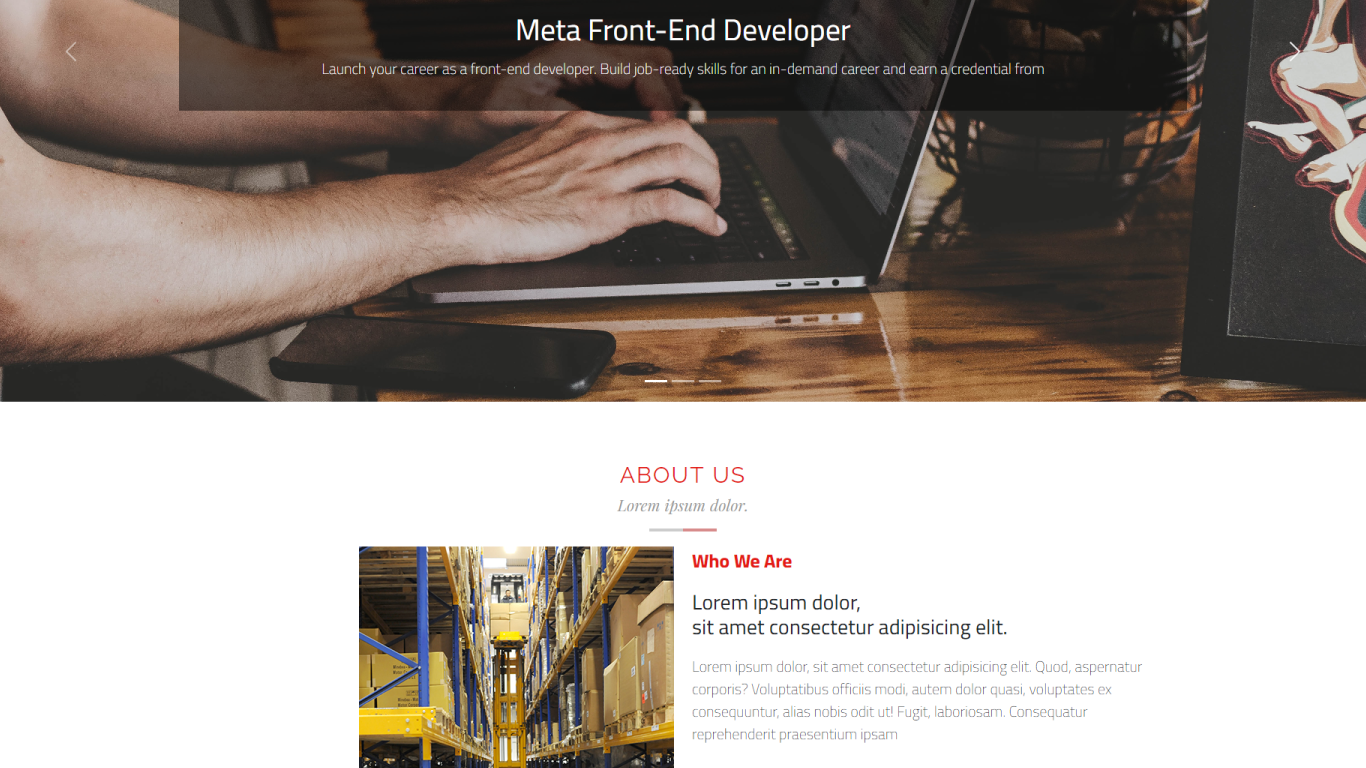 Meta Front-End Developer
Launch your career as a front-end developer. Build job-ready skills for an in-demand career and earn a credential from
ABOUT US
Lorem ipsum dolor.
Who We Are
Lorem ipsum dolor,
sit amet consectetur adipisicing elit.
Lorem ipsum dolor, sit amet consectetur adipisicing elit. Quod, aspernatur
corporis? Voluptatibus officiis modi, autem dolor quasi, voluptates ex
consequuntur, alias nobis odit ut! Fugit, laboriosam. Consequatur
reprehenderit praesentium ipsam